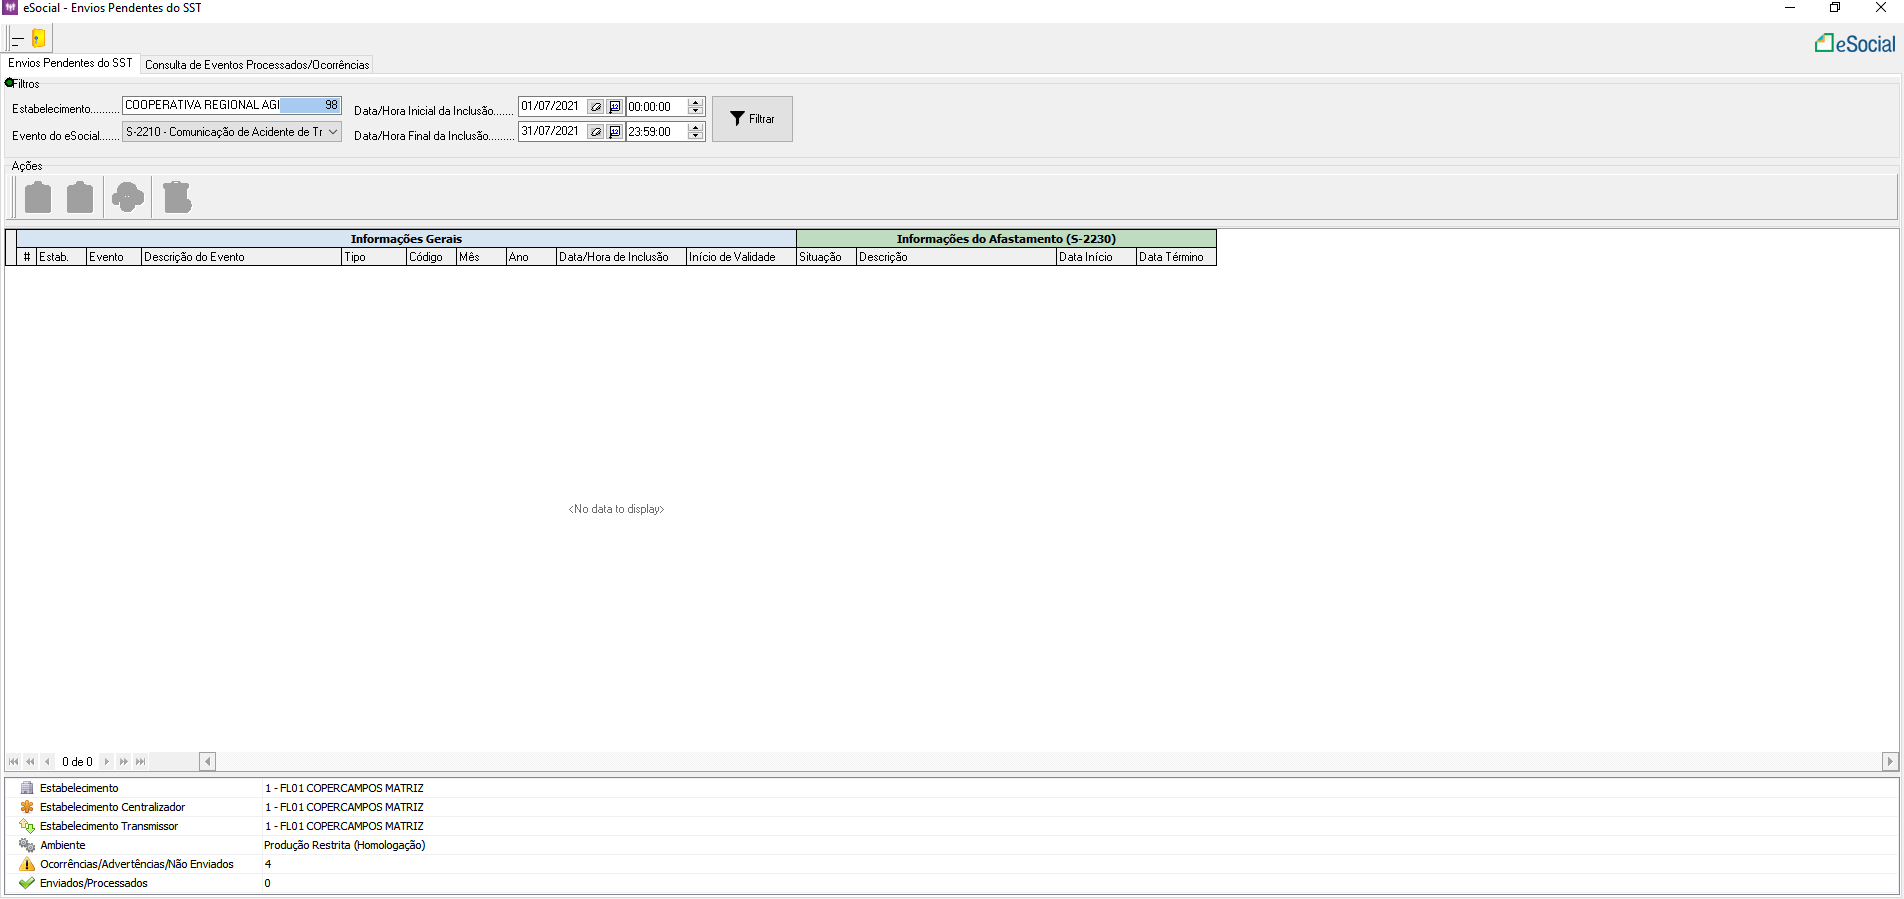 eSocial - Envios Pendentes do SST
eSocial
Envios Pendentes do SST
Consulta de Eventos Processados/Ocorrências
Filtros
Estabelecimento..........
COOPERATIVA REGIONAL AGI
98
Data/Hora Inicial da Inclusão.......
01/07/2021
00:00:00
Filtrar
Evento do eSocial.......
S-2210 - Comunicação de Acidente de Tr
Data/Hora Final da Inclusão.........
31/07/2021
23:59:00
Ações
Informações Gerais
Informações do Afastamento (S-2230)
# Estab. Evento Descrição do Evento Tipo Código Mês Ano Data/Hora de Inclusão Início de Validade Situação Descrição Data Início Data Término
<No data to display>
0 de 0
Estabelecimento 1 - FL01 COPERCAMPOS MATRIZ
Estabelecimento Centralizador 1 - FL01 COPERCAMPOS MATRIZ
Estabelecimento Transmissor 1 - FL01 COPERCAMPOS MATRIZ
Ambiente Produção Restrita (Homologação)
Ocorrências/Advertências/Não Enviados 4
Enviados/Processados 0